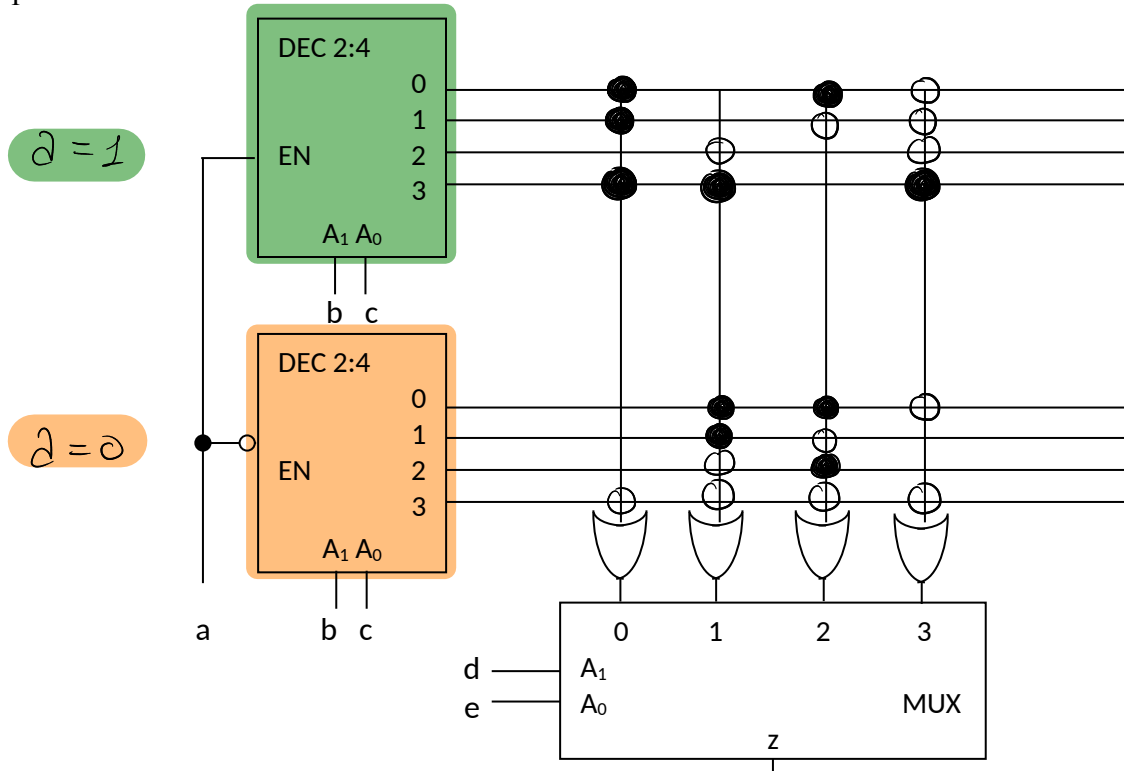 DEC 2:4
0
1
a = 1
EN
2
3
A₁ A₀
b c
DEC 2:4
0
1
a = 0
EN
2
3
A₁ A₀
a
b c
0 1 2 3
d
A₁
e
A₀
MUX
z